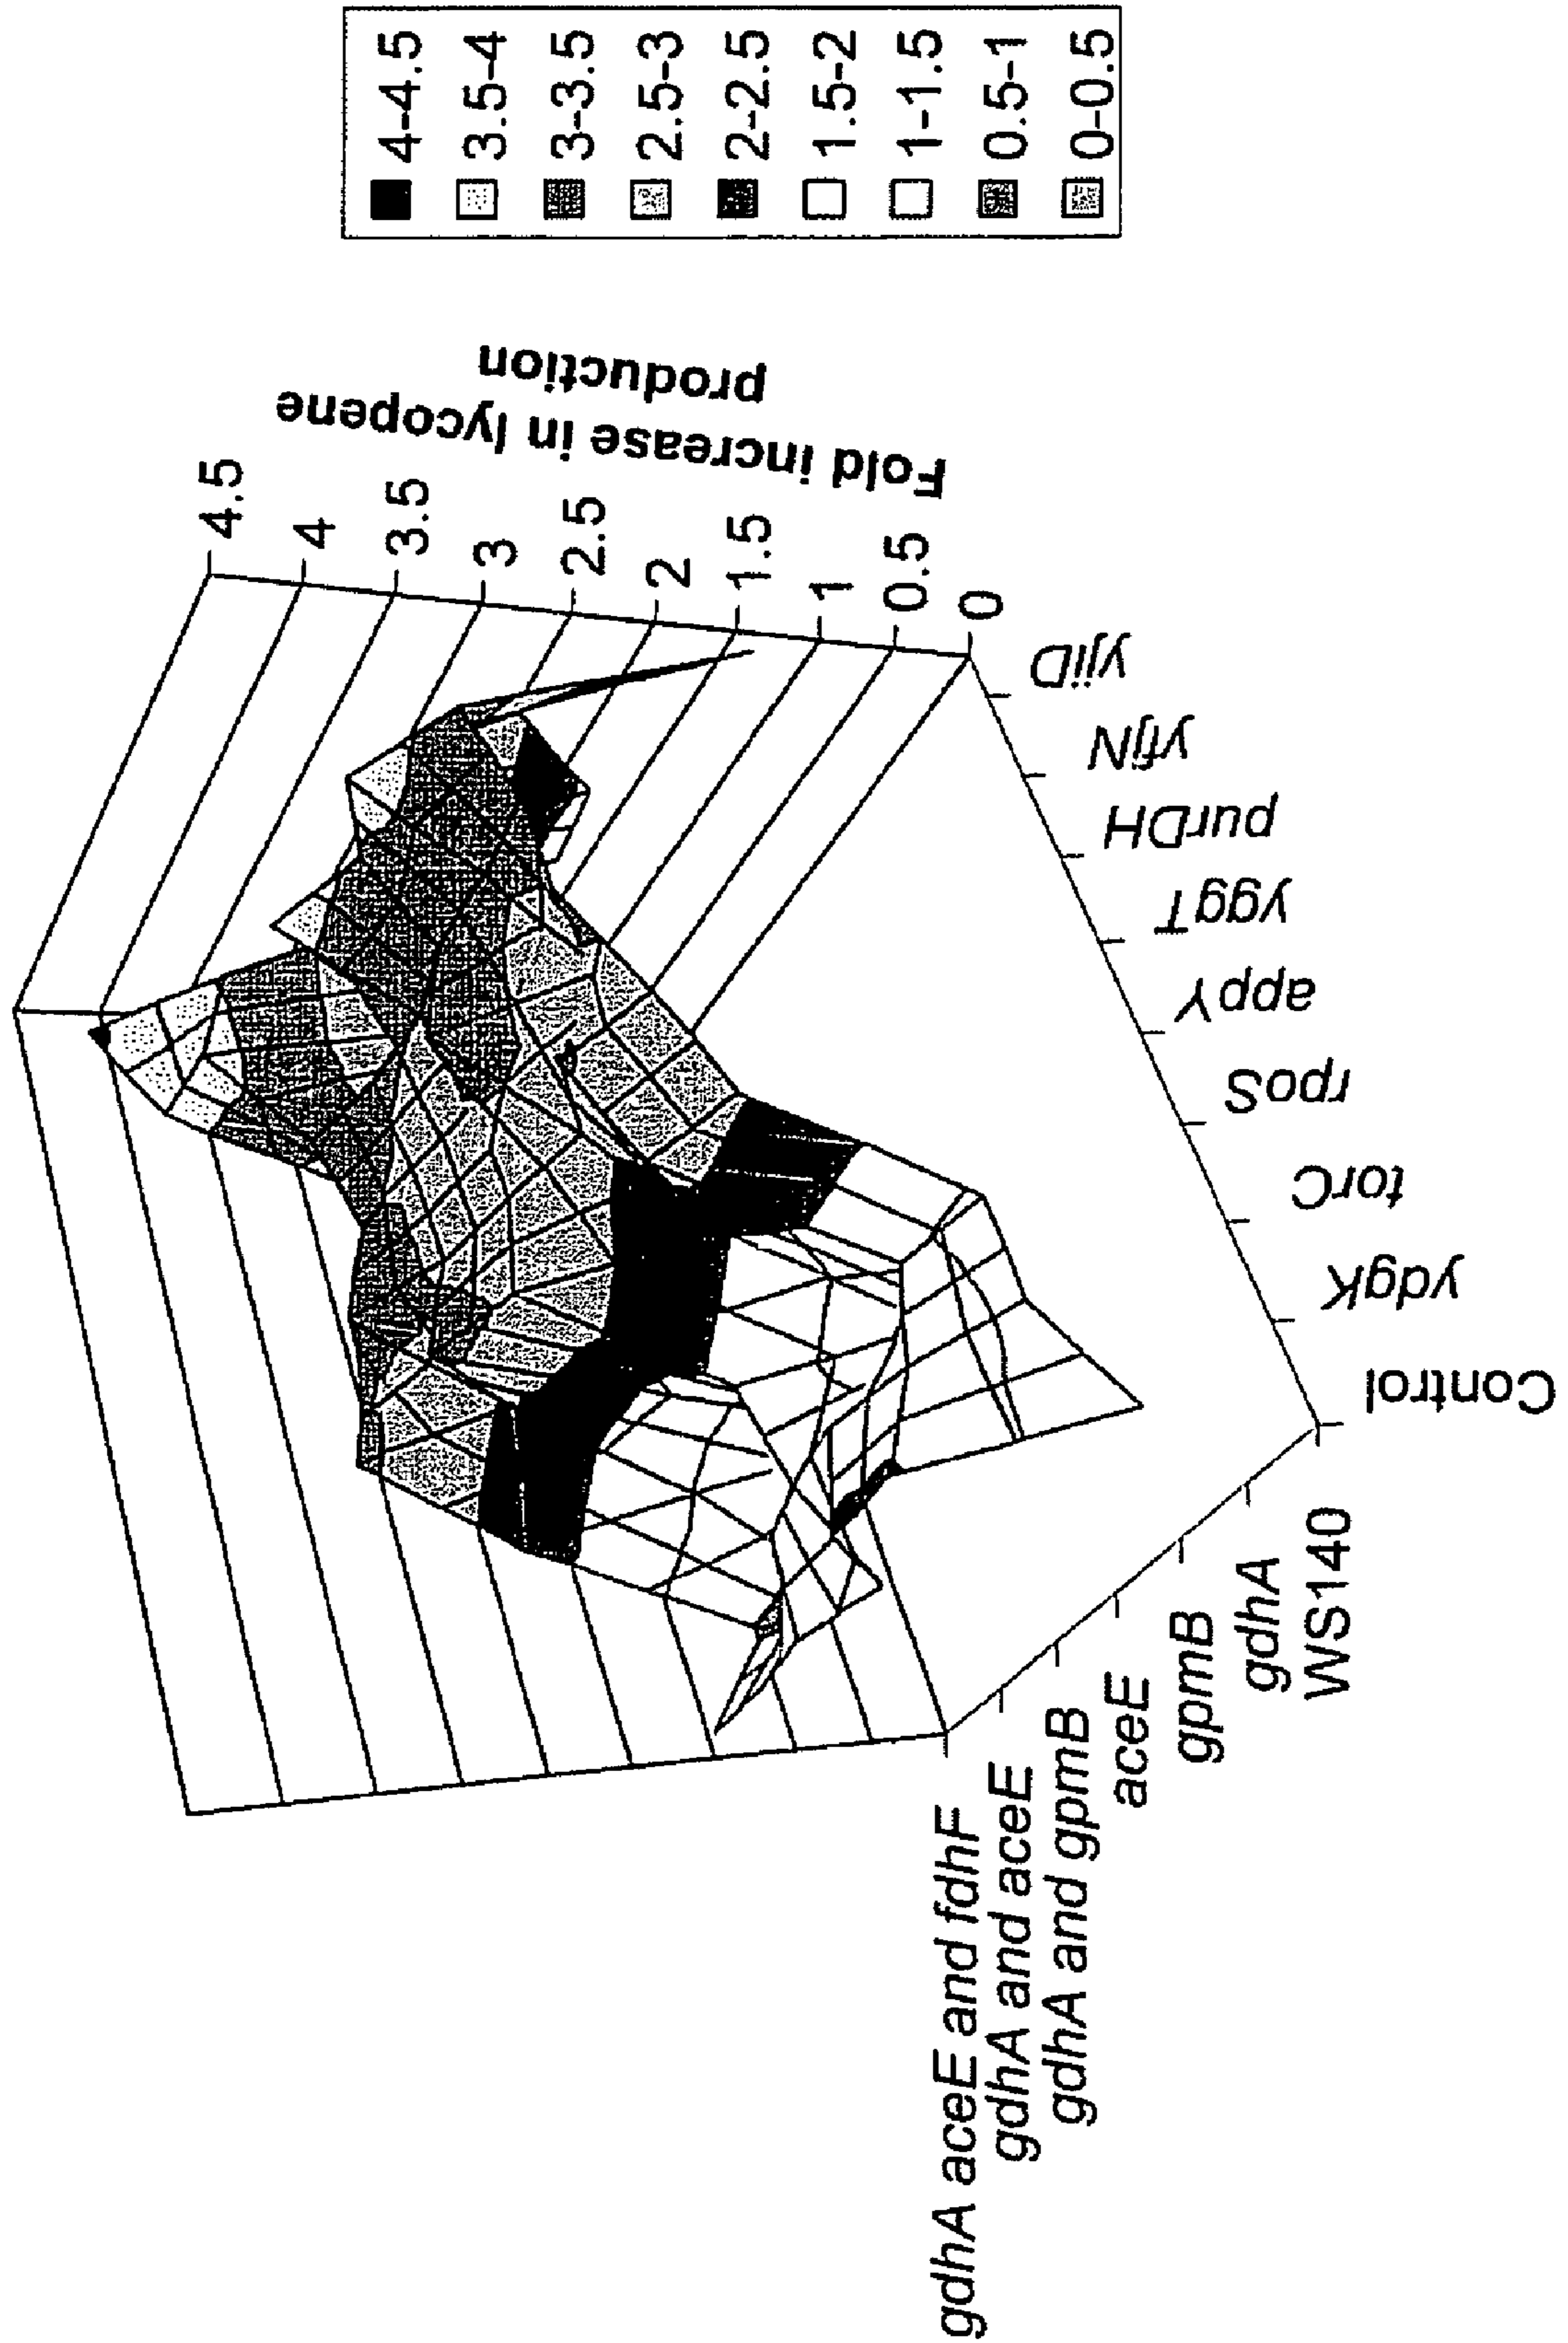 4-4.5
3.5-4
3-3.5
2.5-3
2-2.5
1.5-2
1-1.5
0.5-1
0-0.5
Fold increase in lycopene
production
4.5
4
3.5
3
2.5
2
1.5
1
0.5
0
yjiD
yfjN
purDH
yggT
appY
rpoS
torC
ydgK
Control
WS140
gdhA
gpmB
aceE
gdhA and gpmB
gdhA and aceE
gdhA aceE and fdhF